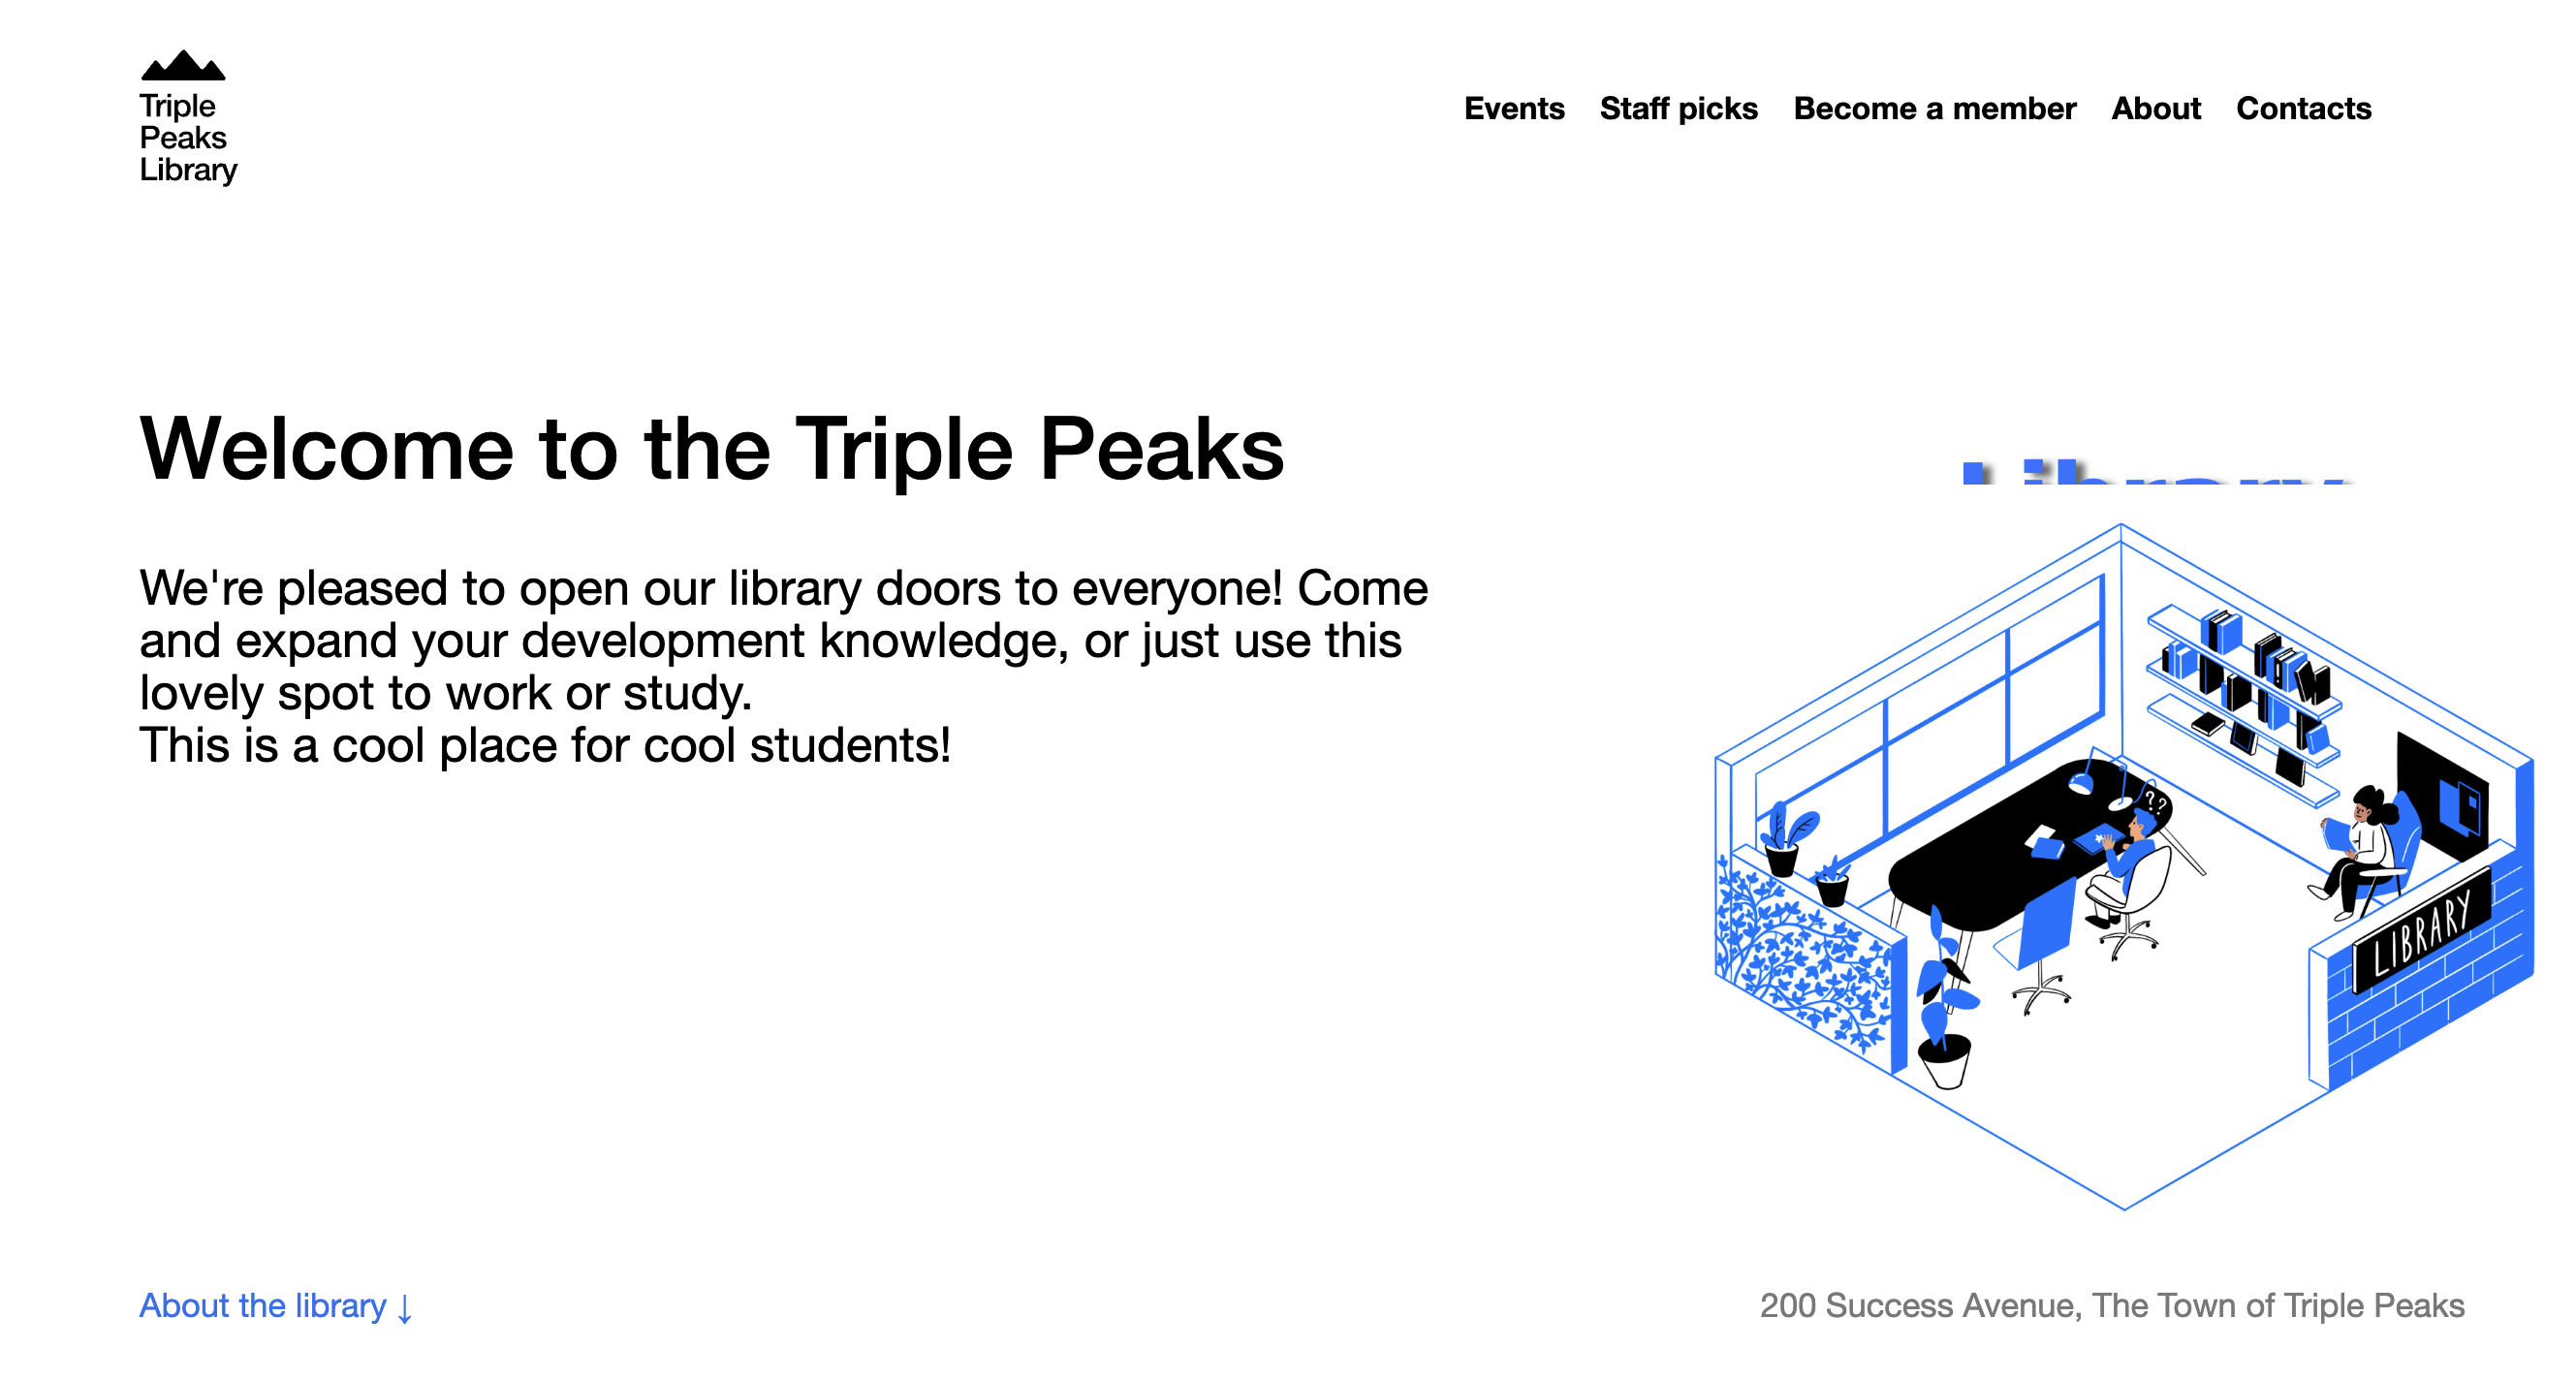 Triple
Peaks
Library
Events Staff picks Become a member About Contacts
Welcome to the Triple Peaks
Library
We're pleased to open our library doors to everyone! Come
and expand your development knowledge, or just use this
lovely spot to work or study.
This is a cool place for cool students!
??
LIBRARY
About the library ↓
200 Success Avenue, The Town of Triple Peaks